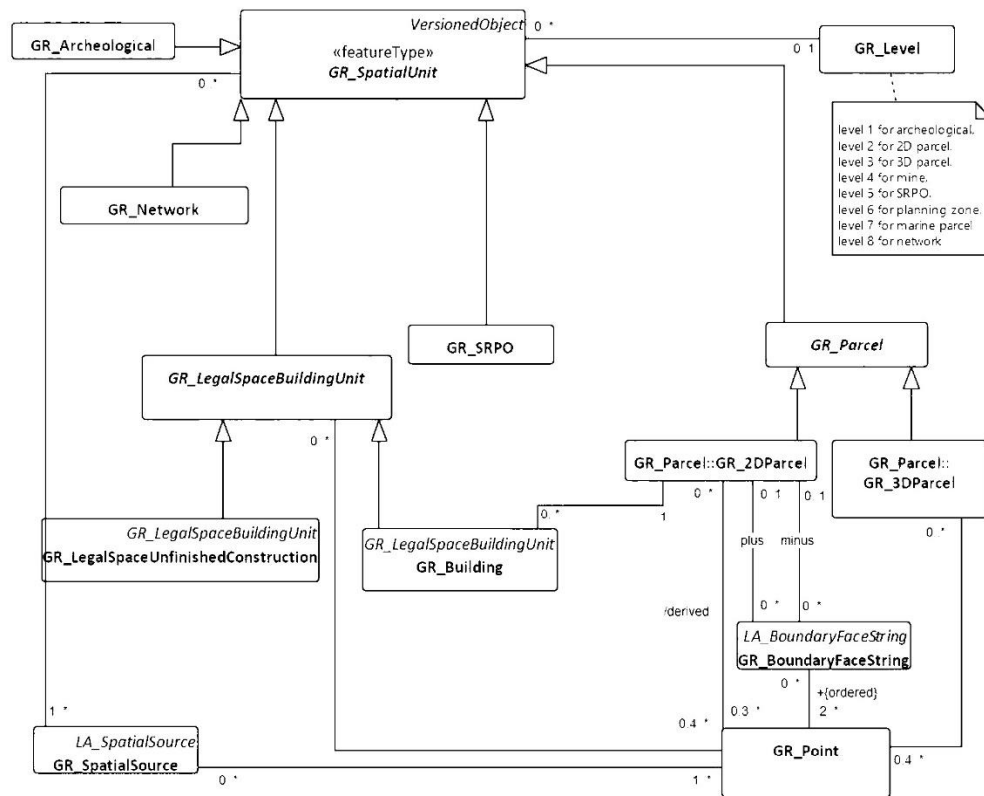 VersionedObject
«featureType»
GR_SpatialUnit
GR_Archeological
GR_Level
0 *
0 1
0 *
level 1 for archeological.
level 2 for 2D parcel.
level 3 for 3D parcel.
level 4 for mine.
level 5 for SRPO.
level 6 for planning zone.
level 7 for marine parcel
level 8 for network
GR_Network
GR_SRPO
GR_Parcel
GR_LegalSpaceBuildingUnit
0 *
GR_Parcel::GR_2DParcel
GR_Parcel::
GR_3DParcel
0 *
0 1
0. 1
0. *
1
0..*
GR_LegalSpaceBuildingUnit
GR_LegalSpaceUnfinishedConstruction
GR_LegalSpaceBuildingUnit
GR_Building
plus
minus
/derived
0 *
0 *
LA_BoundaryFaceString
GR_BoundaryFaceString
0 *
+{ordered}
1 *
0.4 *
0.3 *
2 *
LA_SpatialSource
GR_SpatialSource
GR_Point
0.4 *
0 *
1 *